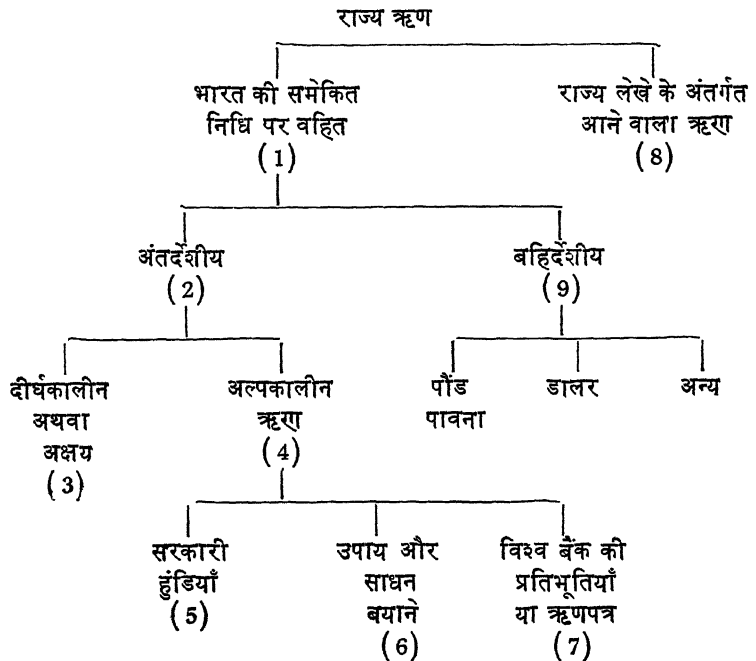 राज्य ऋण
भारत की समेकित
निधि पर वहित
(1)
राज्य लेखे के अंतर्गत
आने वाला ऋण
(8)
अंतर्देशीय
(2)
बहिर्देशीय
(9)
दीर्घकालीन
अथवा
अक्षय
(3)
अल्पकालीन
ऋण
(4)
पौंड
पावना
डालर
अन्य
सरकारी
हुंडियाँ
(5)
उपाय और
साधन
बयाने
(6)
विश्व बैंक की
प्रतिभूतियाँ
या ऋणपत्र
(7)